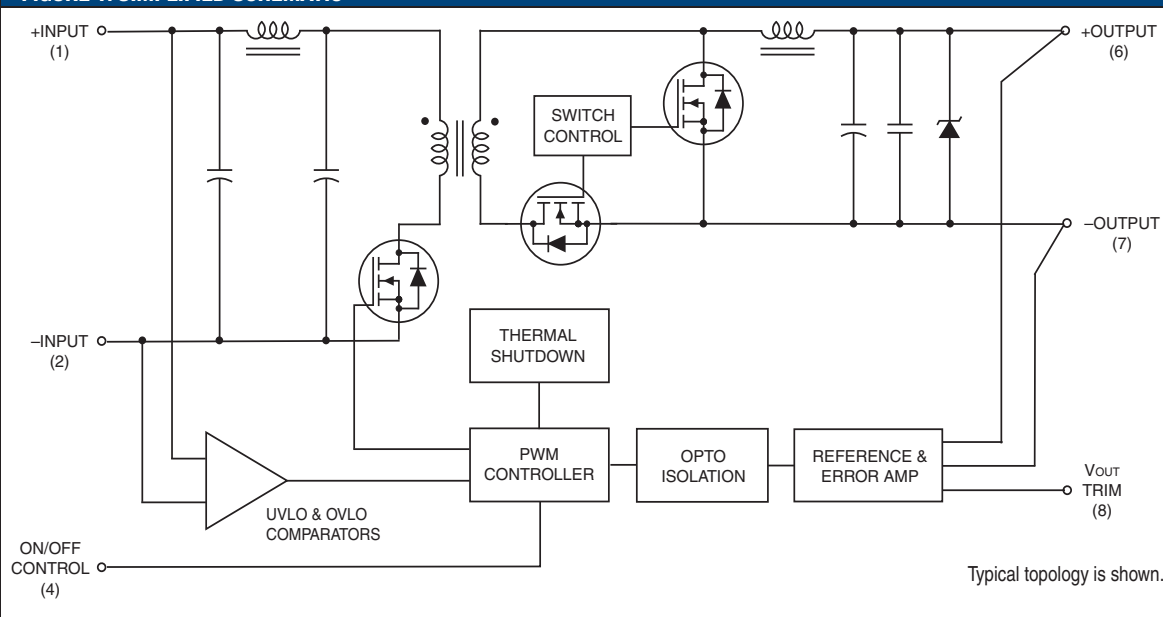 +INPUT
(1)
+OUTPUT
(6)
SWITCH
CONTROL
–OUTPUT
(7)
–INPUT
(2)
THERMAL
SHUTDOWN
PWM
CONTROLLER
OPTO
ISOLATION
REFERENCE &
ERROR AMP
VOUT
TRIM
(8)
UVLO & OVLO
COMPARATORS
ON/OFF
CONTROL
(4)
Typical topology is shown.